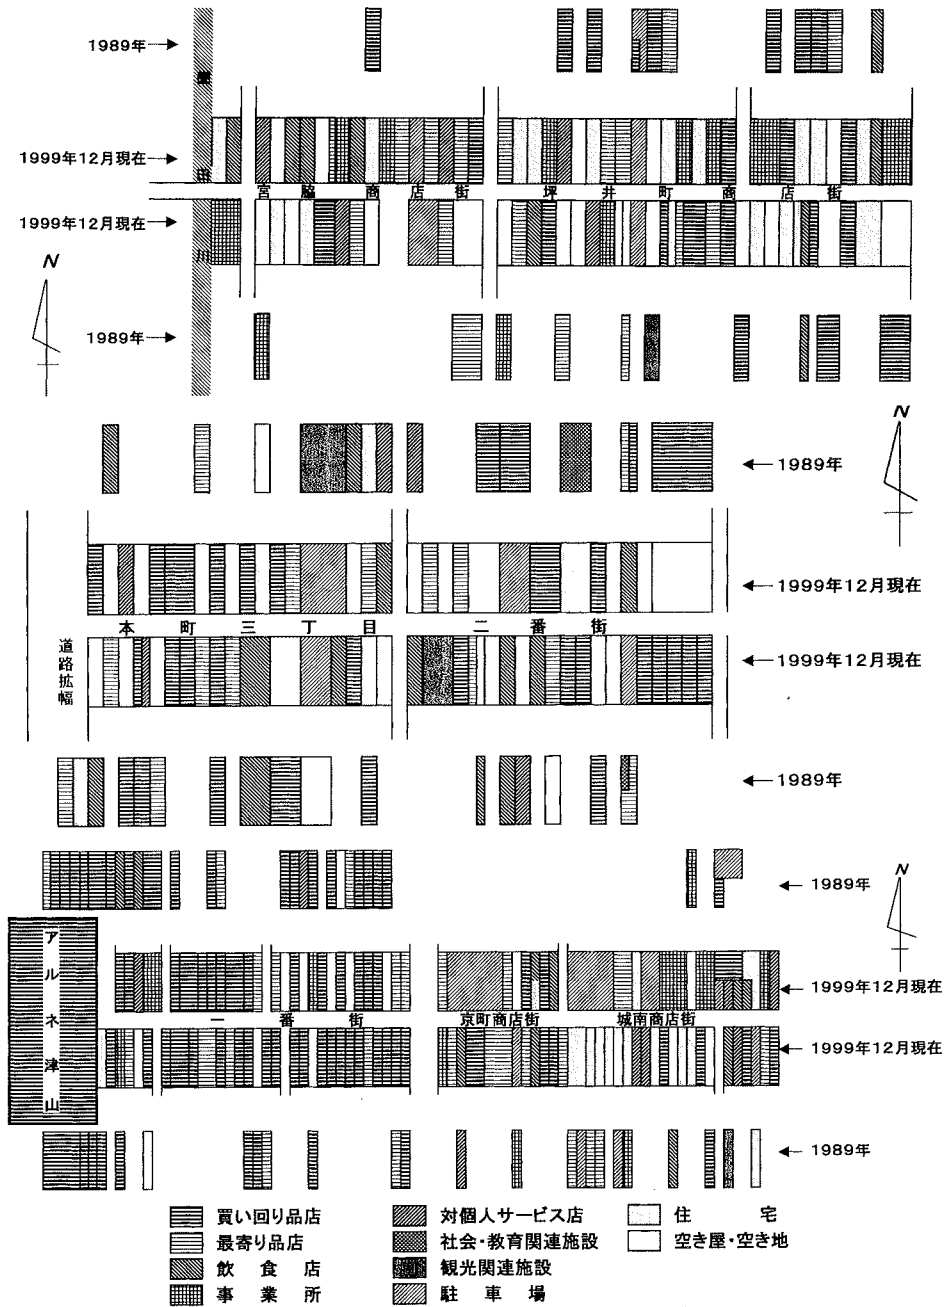 1989年
1999年12月現在
宮脇商店街 坪井町商店街
1999年12月現在
N
1989年
田
川
N
1989年
1999年12月現在
本町三丁目 二番街
道路拡幅
1999年12月現在
1989年
1989年
N
アルネ津山
1999年12月現在
一番街 京町商店街 城南商店街
1999年12月現在
1989年
買い回り品店 対個人サービス店 住宅
最寄り品店 社会・教育関連施設 空き屋・空き地
飲食店 観光関連施設
事業所 駐車場